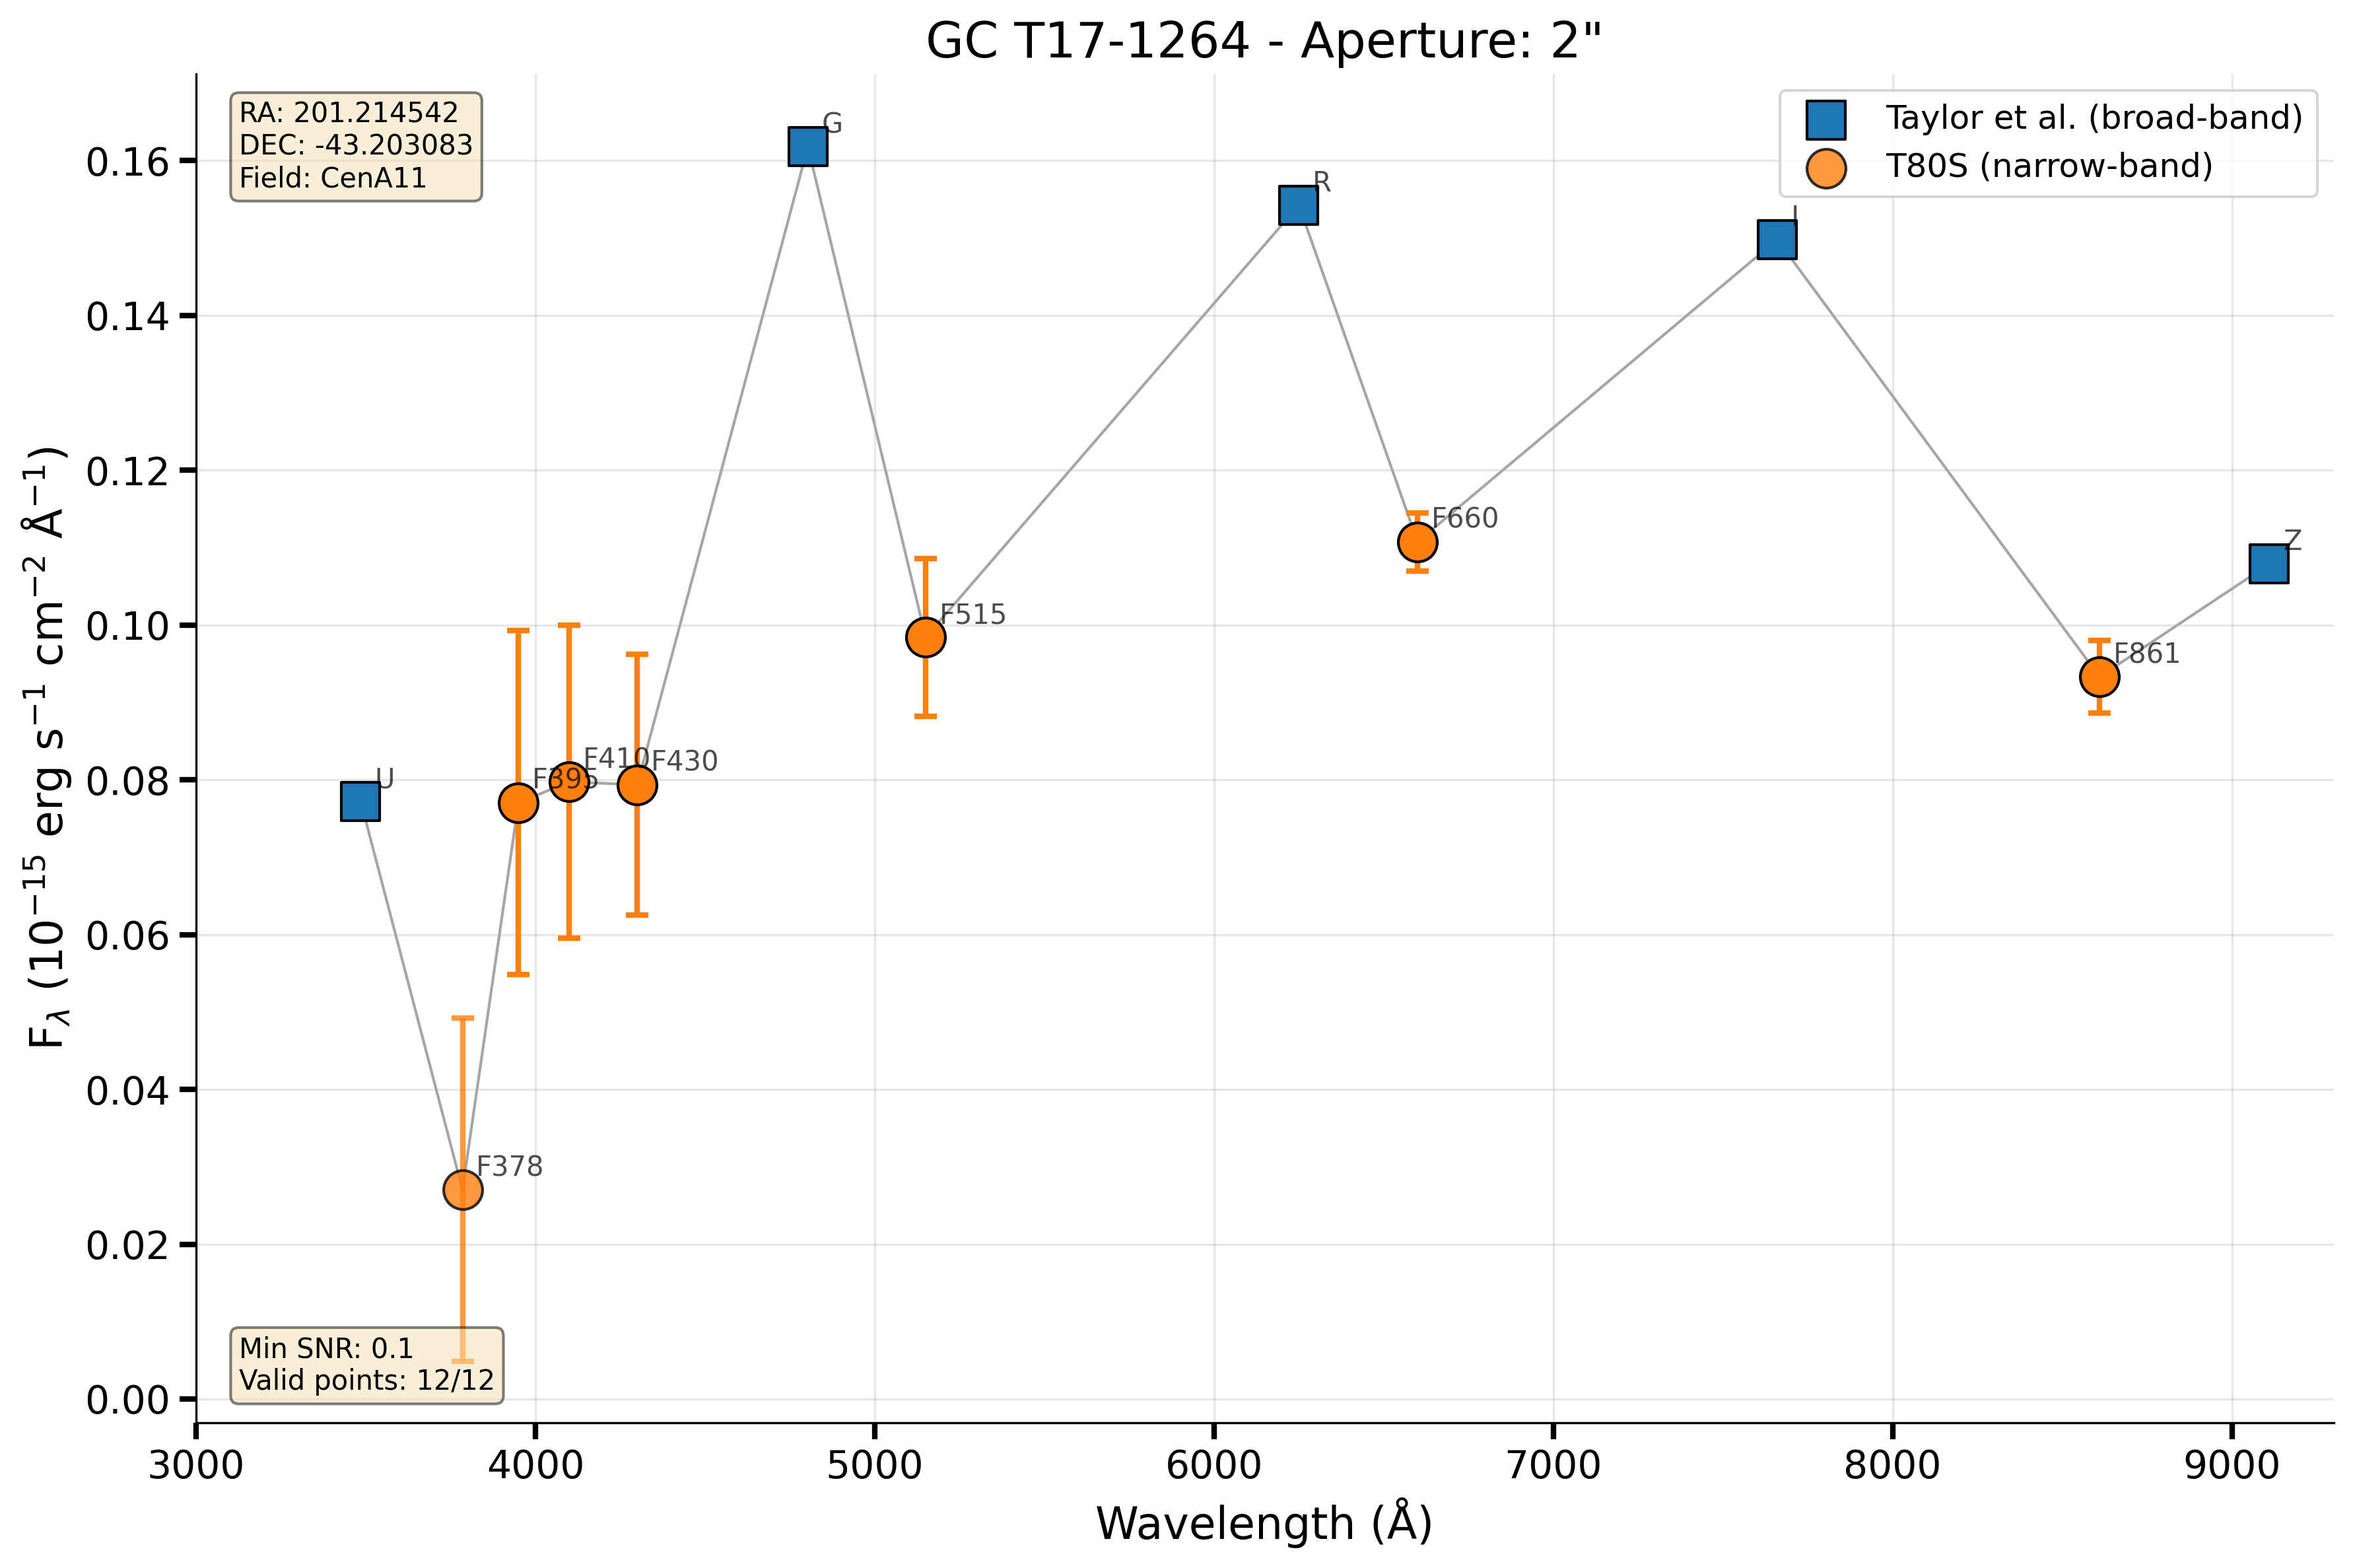 GC T17-1264 - Aperture: 2"
RA: 201.214542
DEC: -43.203083
Field: CenA11
Taylor et al. (broad-band)
T80S (narrow-band)
G
R
I
Z
U
F660
F515
F861
F410
F430
F395
F378
Min SNR: 0.1
Valid points: 12/12
0.16
0.14
0.12
0.10
0.08
0.06
0.04
0.02
0.00
F_λ (10⁻¹⁵ erg s⁻¹ cm⁻² Å⁻¹)
3000 4000 5000 6000 7000 8000 9000
Wavelength (Å)